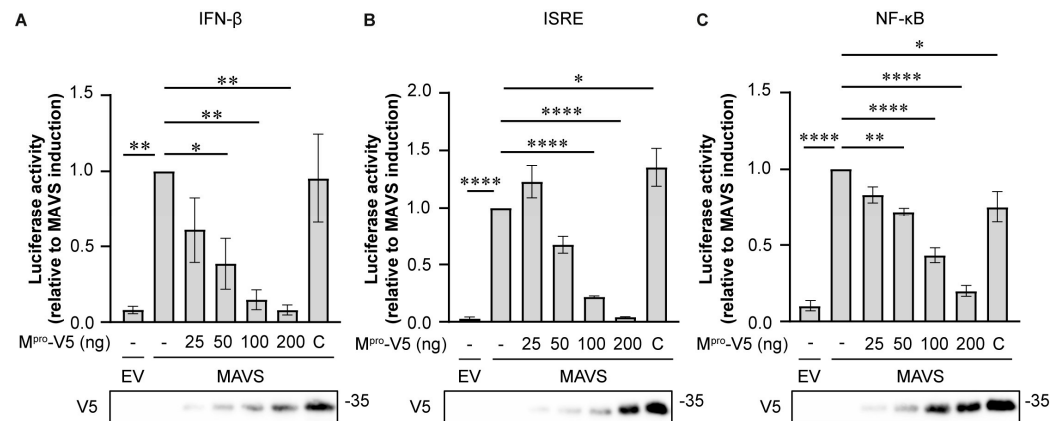 A IFN-β
Luciferase activity
(relative to MAVS induction)
1.5
1.0
0.5
0.0
**
**
**
*
Mᵖʳᵒ-V5 (ng) - - 25 50 100 200 C
EV MAVS
V5 -35
B ISRE
Luciferase activity
(relative to MAVS induction)
2.0
1.5
1.0
0.5
0.0
*
****
****
****
Mᵖʳᵒ-V5 (ng) - - 25 50 100 200 C
EV MAVS
V5 -35
C NF-κB
Luciferase activity
(relative to MAVS induction)
1.5
1.0
0.5
0.0
*
****
****
**** **
Mᵖʳᵒ-V5 (ng) - - 25 50 100 200 C
EV MAVS
V5 -35